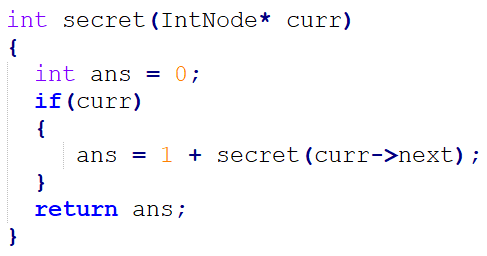 int secret(IntNode* curr)
{
  int ans = 0;
  if(curr)
  {
     ans = 1 + secret(curr->next);
  }
  return ans;
}